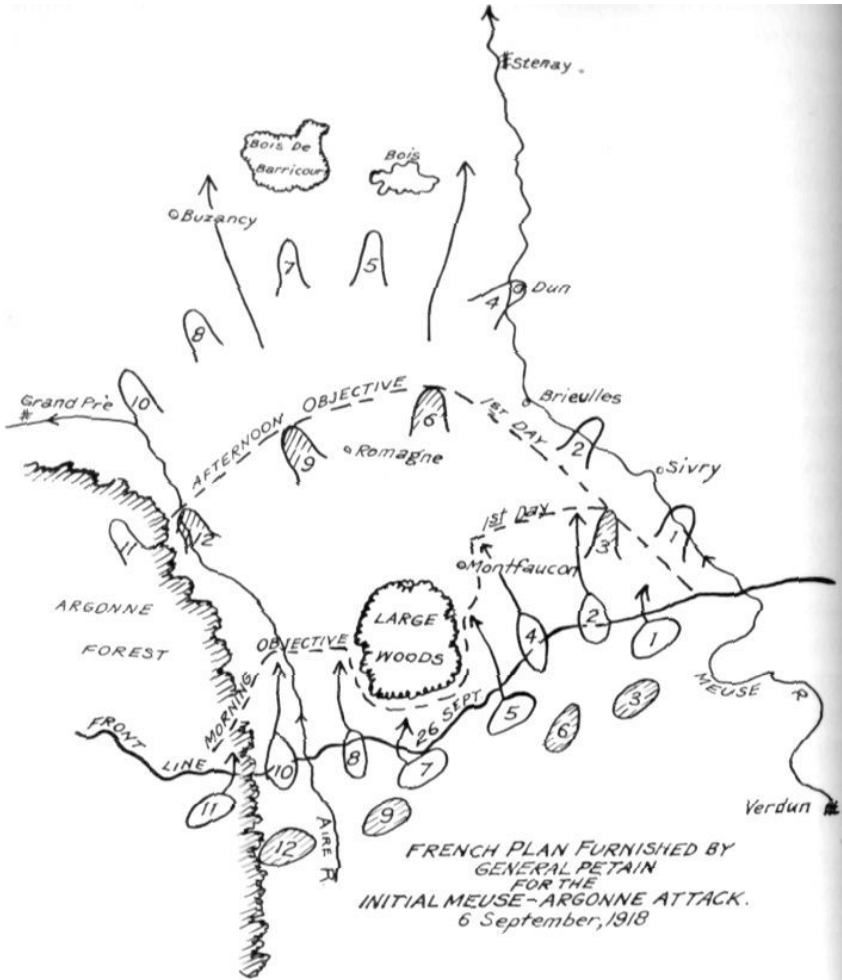 Estenay.
Bois De
Barricour
Bois
Buzancy
7
5
4
Dun
8
10
Grand Prè
#
AFTERNOON OBJECTIVE 1ST DAY
Brieulles
6
2
9
Romagne
Sivry
12
1st DAY
3
1
11
Montfaucon
ARGONNE
FOREST
LARGE
WOODS
MORNING OBJECTIVE
4
2
1
MEUSE R
FRONT LINE 26 SEPT
5
3
6
10
8
7
11
9
12
AIRE R
Verdun #
FRENCH PLAN FURNISHED BY
GENERAL PETAIN
FOR THE
INITIAL MEUSE-ARGONNE ATTACK.
6 September, 1918